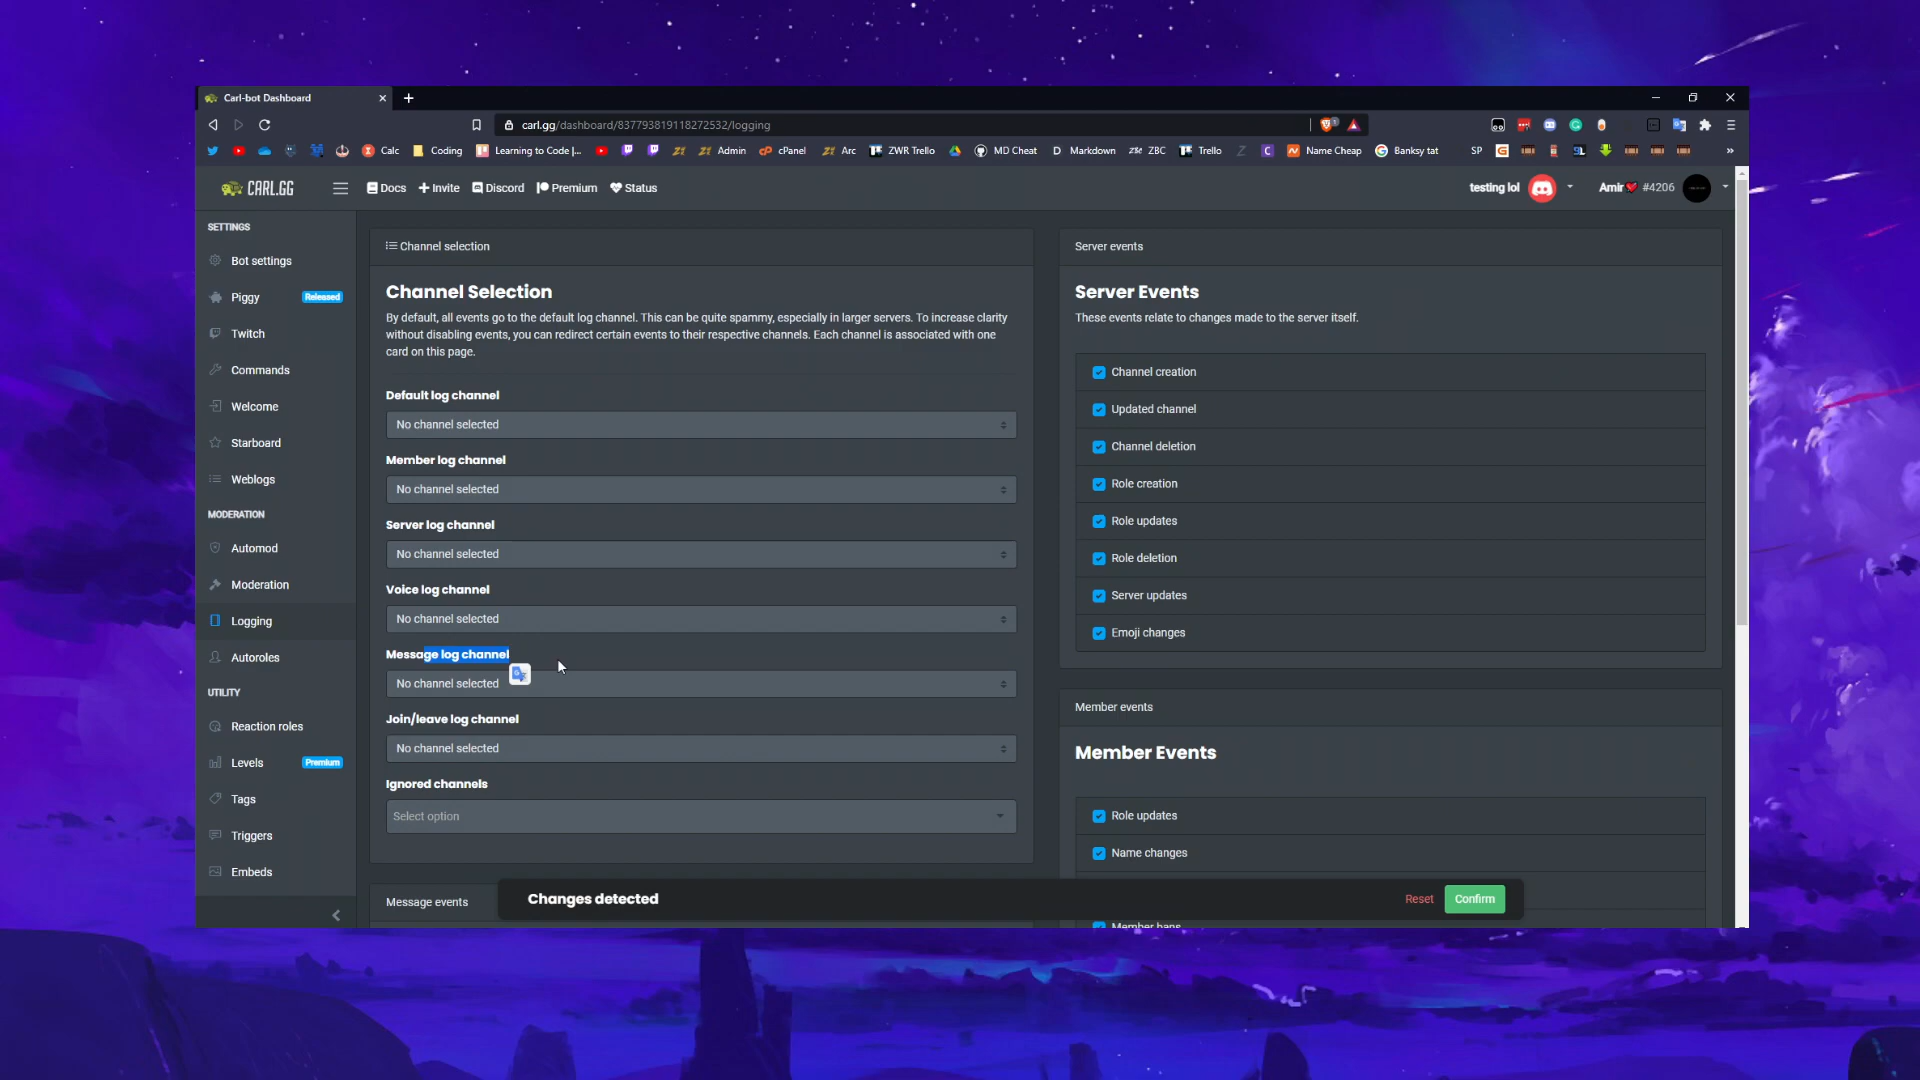 Carl-bot Dashboard
carl.gg/dashboard/837793819118272532/logging
Calc
Coding
Learning to Code |...
Admin
cPanel
Arc
ZWR Trello
MD Cheat
Markdown
ZBC
Trello
Name Cheap
Banksy tat
SP
CARL.GG
Docs
Invite
Discord
Premium
Status
testing lol
Amir❤ #4206
SETTINGS
Bot settings
Piggy
Released
Twitch
Commands
Welcome
Starboard
Weblogs
MODERATION
Automod
Moderation
Logging
Autoroles
UTILITY
Reaction roles
Levels
Premium
Tags
Triggers
Embeds
Channel selection
Channel Selection
By default, all events go to the default log channel. This can be quite spammy, especially in larger servers. To increase clarity
without disabling events, you can redirect certain events to their respective channels. Each channel is associated with one
card on this page.
Default log channel
No channel selected
Member log channel
No channel selected
Server log channel
No channel selected
Voice log channel
No channel selected
Message log channel
No channel selected
Join/leave log channel
No channel selected
Ignored channels
Select option
Message events
Server events
Server Events
These events relate to changes made to the server itself.
Channel creation
Updated channel
Channel deletion
Role creation
Role updates
Role deletion
Server updates
Emoji changes
Member events
Member Events
Role updates
Name changes
Member bans
Changes detected
Reset
Confirm